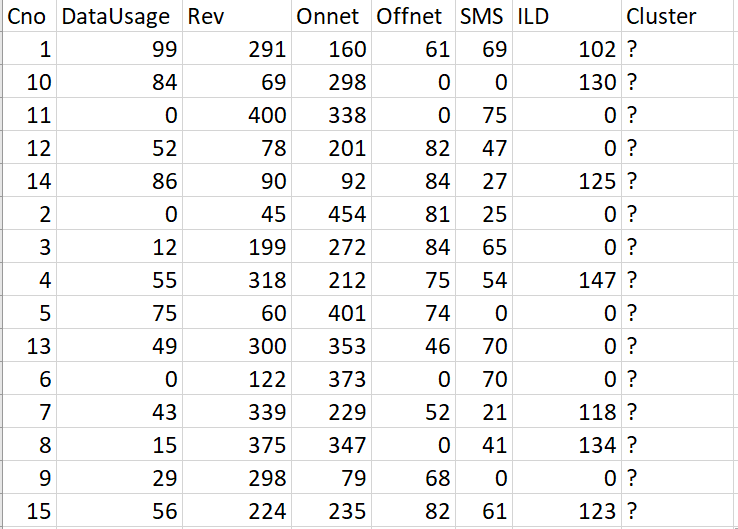 Cno DataUsage Rev Onnet Offnet SMS ILD Cluster
1 99 291 160 61 69 102 ?
10 84 69 298 0 0 130 ?
11 0 400 338 0 75 0 ?
12 52 78 201 82 47 0 ?
14 86 90 92 84 27 125 ?
2 0 45 454 81 25 0 ?
3 12 199 272 84 65 0 ?
4 55 318 212 75 54 147 ?
5 75 60 401 74 0 0 ?
13 49 300 353 46 70 0 ?
6 0 122 373 0 70 0 ?
7 43 339 229 52 21 118 ?
8 15 375 347 0 41 134 ?
9 29 298 79 68 0 0 ?
15 56 224 235 82 61 123 ?